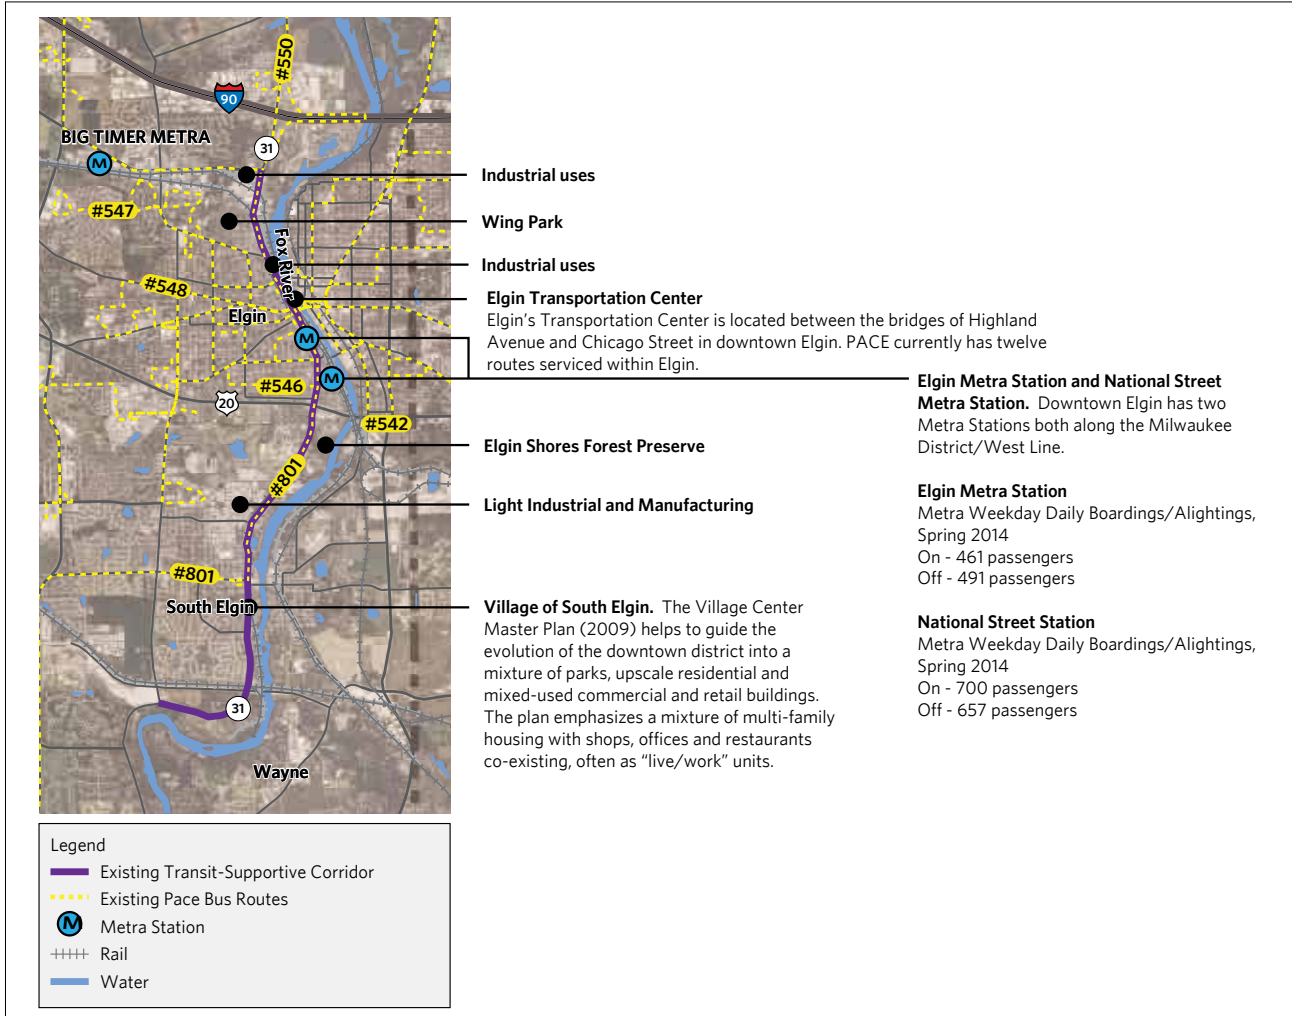 #550
90
BIG TIMER METRA
31
M
#547
Fox River
#548
Elgin
M
#546
M
20
#542
#801
#801
South Elgin
31
Wayne
Industrial uses
Wing Park
Industrial uses
Elgin Transportation Center
Elgin's Transportation Center is located between the bridges of Highland
Avenue and Chicago Street in downtown Elgin. PACE currently has twelve
routes serviced within Elgin.
Elgin Metra Station and National Street
Metra Station. Downtown Elgin has two
Metra Stations both along the Milwaukee
District/West Line.
Elgin Shores Forest Preserve
Light Industrial and Manufacturing
Elgin Metra Station
Metra Weekday Daily Boardings/Alightings,
Spring 2014
On - 461 passengers
Off - 491 passengers
National Street Station
Metra Weekday Daily Boardings/Alightings,
Spring 2014
On - 700 passengers
Off - 657 passengers
Village of South Elgin. The Village Center
Master Plan (2009) helps to guide the
evolution of the downtown district into a
mixture of parks, upscale residential and
mixed-used commercial and retail buildings.
The plan emphasizes a mixture of multi-family
housing with shops, offices and restaurants
co-existing, often as “live/work” units.
Legend
Existing Transit-Supportive Corridor
Existing Pace Bus Routes
M
Metra Station
Rail
Water